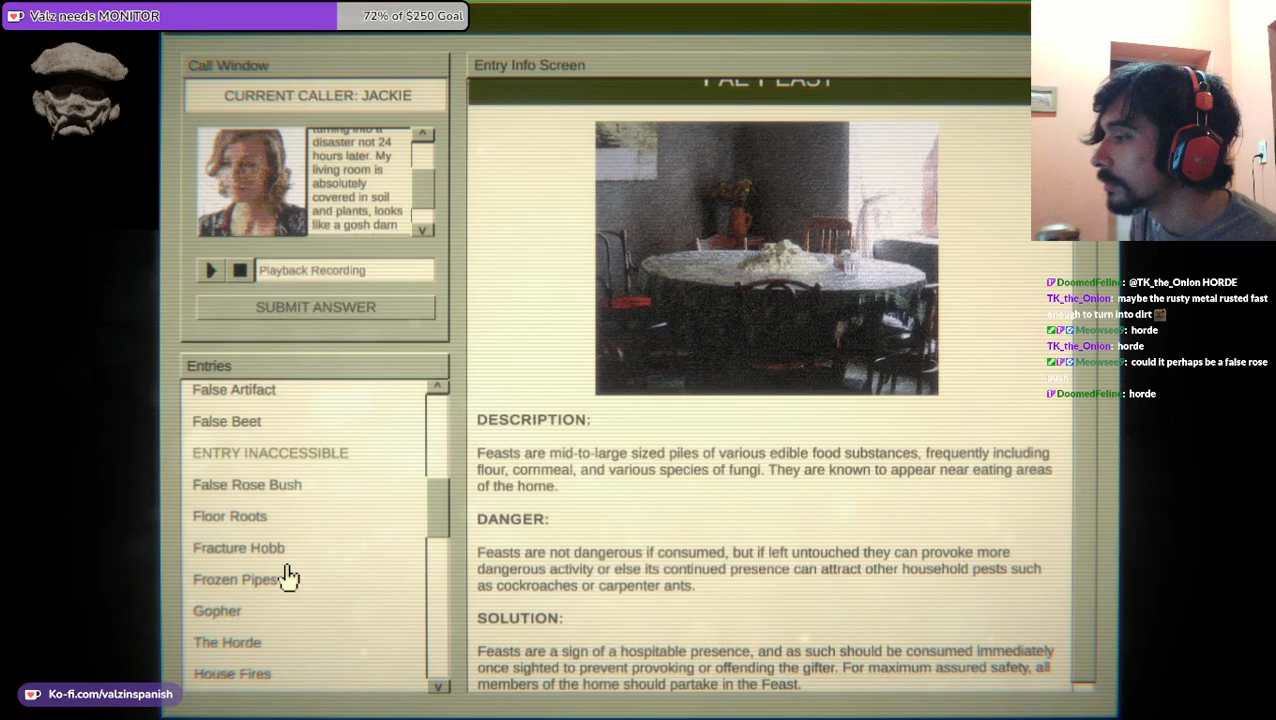 Valz needs MONITOR
72% of $250 Goal
Call Window
CURRENT CALLER: JACKIE
turning into a
disaster not 24
hours later. My
living room is
absolutely
covered in soil
and plants, looks
like a gosh darn
Playback Recording
SUBMIT ANSWER
Entries
False Artifact
False Beet
ENTRY INACCESSIBLE
False Rose Bush
Floor Roots
Fracture Hobb
Frozen Pipes
Gopher
The Horde
House Fires
Ko-fi.com/valzinspanish
Entry Info Screen
FAE FEAST
DESCRIPTION:
Feasts are mid-to-large sized piles of various edible food substances, frequently including
flour, cornmeal, and various species of fungi. They are known to appear near eating areas
of the home.
DANGER:
Feasts are not dangerous if consumed, but if left untouched they can provoke more
dangerous activity or else its continued presence can attract other household pests such
as cockroaches or carpenter ants.
SOLUTION:
Feasts are a sign of a hospitable presence, and as such should be consumed immediately
once sighted to prevent provoking or offending the gifter. For maximum assured safety, all
members of the home should partake in the Feast.
DoomedFeline: @TK_the_Onion HORDE
TK_the_Onion: maybe the rusty metal rusted fast
enough to turn into dirt
Meowsee9: horde
TK_the_Onion: horde
Meowsee9: could it perhaps be a false rose
bush
DoomedFeline: horde